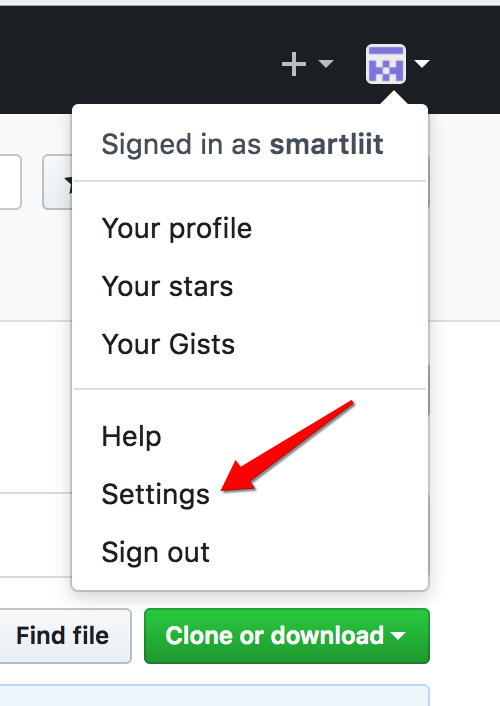 Signed in as smartliit
Your profile
Your stars
Your Gists
Help
Settings
Sign out
Find file
Clone or download